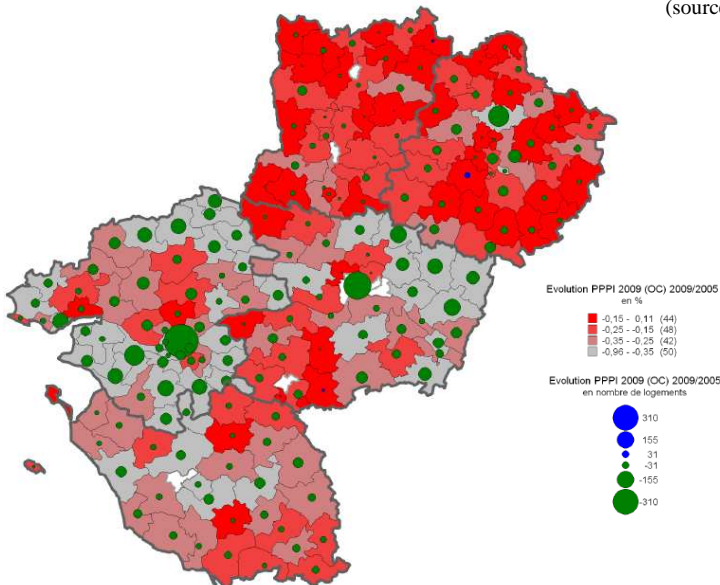 (source
Evolution PPPI 2009 (OC) 2009/2005
en %
-0,15 - 0,11 (44)
-0,25 - -0,15 (48)
-0,35 - -0,25 (42)
-0,96 - -0,35 (50)
Evolution PPPI 2009 (OC) 2009/2005
en nombre de logements
310
155
31
-31
-155
-310